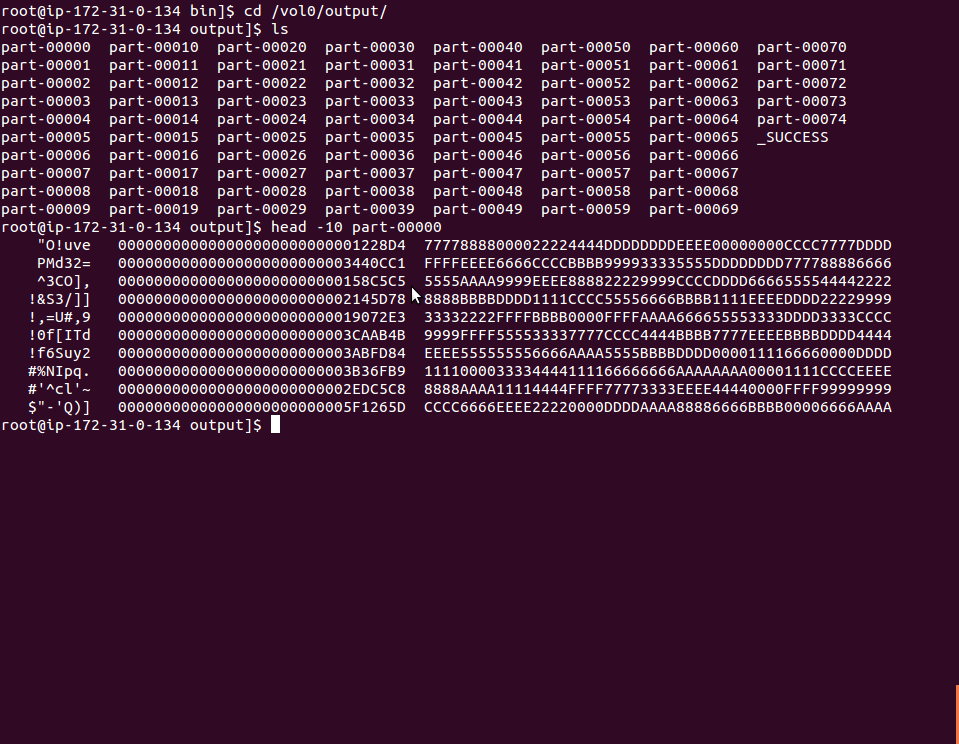 root@ip-172-31-0-134 bin]$ cd /vol0/output/
root@ip-172-31-0-134 output]$ ls
part-00000  part-00010  part-00020  part-00030  part-00040  part-00050  part-00060  part-00070
part-00001  part-00011  part-00021  part-00031  part-00041  part-00051  part-00061  part-00071
part-00002  part-00012  part-00022  part-00032  part-00042  part-00052  part-00062  part-00072
part-00003  part-00013  part-00023  part-00033  part-00043  part-00053  part-00063  part-00073
part-00004  part-00014  part-00024  part-00034  part-00044  part-00054  part-00064  part-00074
part-00005  part-00015  part-00025  part-00035  part-00045  part-00055  part-00065  _SUCCESS
part-00006  part-00016  part-00026  part-00036  part-00046  part-00056  part-00066
part-00007  part-00017  part-00027  part-00037  part-00047  part-00057  part-00067
part-00008  part-00018  part-00028  part-00038  part-00048  part-00058  part-00068
part-00009  part-00019  part-00029  part-00039  part-00049  part-00059  part-00069
root@ip-172-31-0-134 output]$ head -10 part-00000
    "O!uve   00000000000000000000000001228D4  77778888000022224444DDDDDDDDEEEE00000000CCCC7777DDDD
    PMd32=   00000000000000000000000003440CC1  FFFFEEEE6666CCCCBBBB999933335555DDDDDDDD777788886666
    ^3CO],   0000000000000000000000000158C5C5  5555AAAA9999EEEE888822229999CCCCDDDD6666555544442222
   !&S3/]]   00000000000000000000000002145D78  8888BBBBDDDD1111CCCC55556666BBBB1111EEEEDDDD22229999
   !,=U#,9   000000000000000000000000019072E3  33332222FFFFBBBB0000FFFFAAAA666655553333DDDD3333CCCC
   !0f[ITd   00000000000000000000000003CAAB4B  9999FFFF555533337777CCCC4444BBBB7777EEEEBBBBDDDD4444
   !f6Suy2   00000000000000000000000003ABFD84  EEEE555555556666AAAA5555BBBBDDDD0000111166660000DDDD
   #%NIpq.   00000000000000000000000003B36FB9  1111000033334444111166666666AAAAAAAA00001111CCCCEEEE
   #'^cl'~   00000000000000000000000002EDC5C8  8888AAAA11114444FFFF77773333EEEE44440000FFFF99999999
   $"-'Q)]   00000000000000000000000005F1265D  CCCC6666EEEE22220000DDDDAAAA88886666BBBB00006666AAAA
root@ip-172-31-0-134 output]$